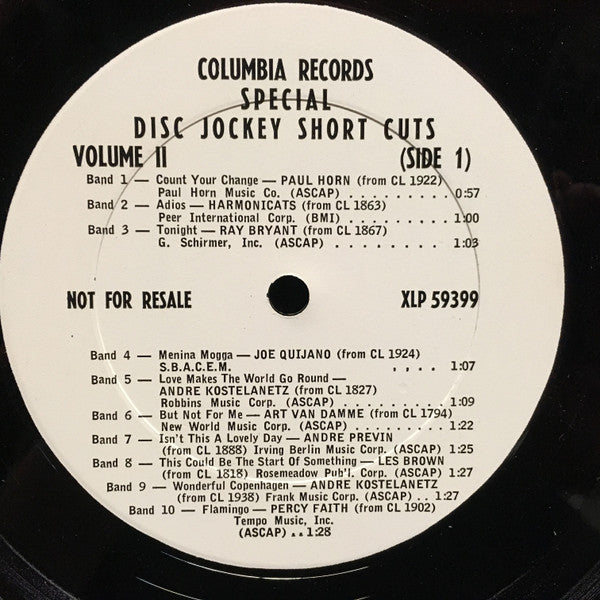 COLUMBIA RECORDS
SPECIAL
DISC JOCKEY SHORT CUTS
VOLUME II (SIDE 1)
Band 1 — Count Your Change — PAUL HORN (from CL 1922)
Paul Horn Music Co. (ASCAP) . . . . . . . . . . 0:57
Band 2 — Adios — HARMONICATS (from CL 1863)
Peer International Corp. (BMI) . . . . . . . . . 1:00
Band 3 — Tonight — RAY BRYANT (from CL 1867)
G. Schirmer, Inc. (ASCAP) . . . . . . . . . . 1:03
NOT FOR RESALE XLP 59399
Band 4 — Menina Mogga — JOE QUIJANO (from CL 1924)
S.B.A.C.E.M. . . . . 1:07
Band 5 — Love Makes The World Go Round —
ANDRE KOSTELANETZ (from CL 1827)
Robbins Music Corp. (ASCAP) . . . . . . . . . 1:09
Band 6 — But Not For Me — ART VAN DAMME (from CL 1794)
New World Music Corp. (ASCAP) . . . . . . . . 1:22
Band 7 — Isn't This A Lovely Day — ANDRE PREVIN
(from CL 1888) Irving Berlin Music Corp. (ASCAP) 1:25
Band 8 — This Could Be The Start Of Something — LES BROWN
(from CL 1818) Rosemeadow Pub'l. Corp. (ASCAP) 1:27
Band 9 — Wonderful Copenhagen — ANDRE KOSTELANETZ
(from CL 1938) Frank Music Corp. (ASCAP) . . 1:27
Band 10 — Flamingo — PERCY FAITH (from CL 1902)
Tempo Music, Inc.
(ASCAP) . . 1:28